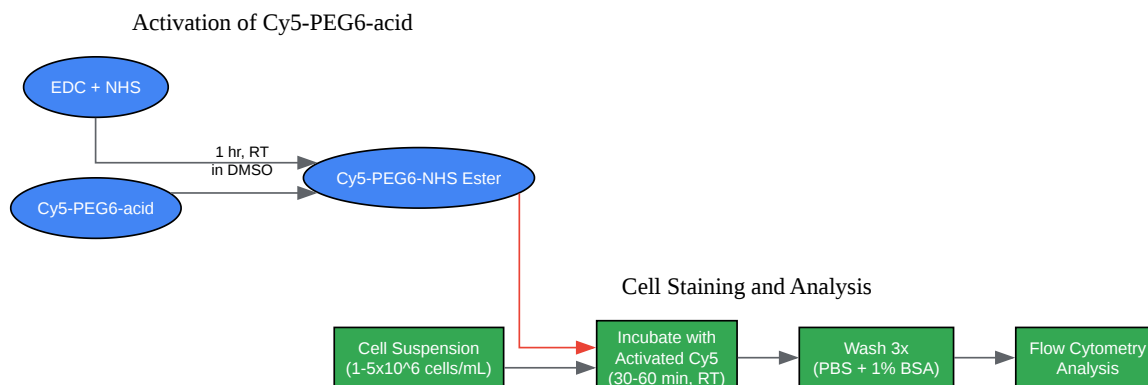 Activation of Cy5-PEG6-acid
EDC + NHS
1 hr, RT
in DMSO
Cy5-PEG6-NHS Ester
Cy5-PEG6-acid
Cell Staining and Analysis
Cell Suspension
(1-5x10^6 cells/mL)
Incubate with
Activated Cy5
(30-60 min, RT)
Wash 3x
(PBS + 1% BSA)
Flow Cytometry
Analysis